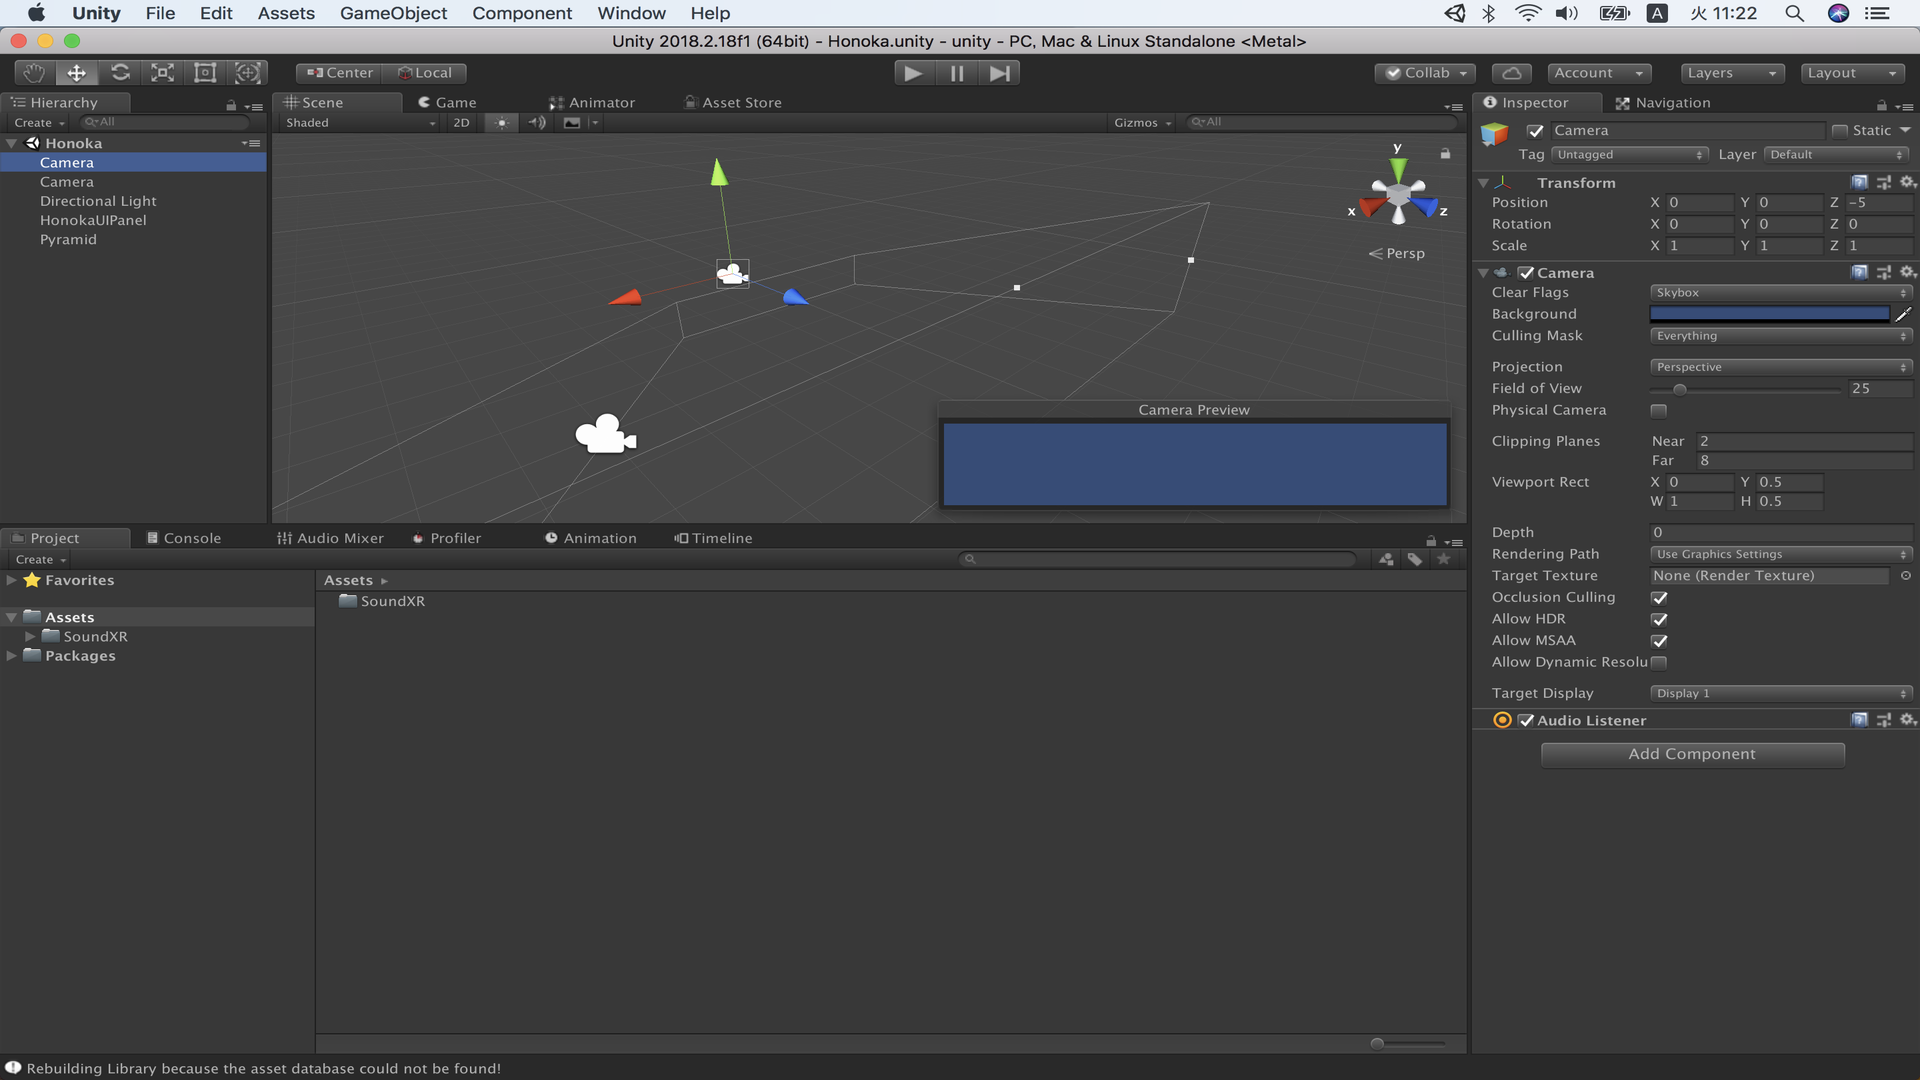 Unity File Edit Assets GameObject Component Window Help A 火 11:22
Unity 2018.2.18f1 (64bit) - Honoka.unity - unity - PC, Mac & Linux Standalone <Metal>
Center Local Collab Account Layers Layout
Hierarchy
Create All
Honoka
Camera
Camera
Directional Light
HonokaUIPanel
Pyramid
Scene Game Animator Asset Store
Shaded 2D Gizmos All
y
x
z
Persp
Camera Preview
Inspector Navigation
Camera Static
Tag Untagged Layer Default
Transform
Position X 0 Y 0 Z -5
Rotation X 0 Y 0 Z 0
Scale X 1 Y 1 Z 1
Camera
Clear Flags Skybox
Background
Culling Mask Everything
Projection Perspective
Field of View 25
Physical Camera
Clipping Planes Near 2
Far 8
Viewport Rect X 0 Y 0.5
W 1 H 0.5
Depth 0
Rendering Path Use Graphics Settings
Target Texture None (Render Texture)
Occlusion Culling
Allow HDR
Allow MSAA
Allow Dynamic Resolu
Target Display Display 1
Audio Listener
Add Component
Project Console Audio Mixer Profiler Animation Timeline
Create
Favorites
Assets
SoundXR
Packages
Assets
SoundXR
Rebuilding Library because the asset database could not be found!